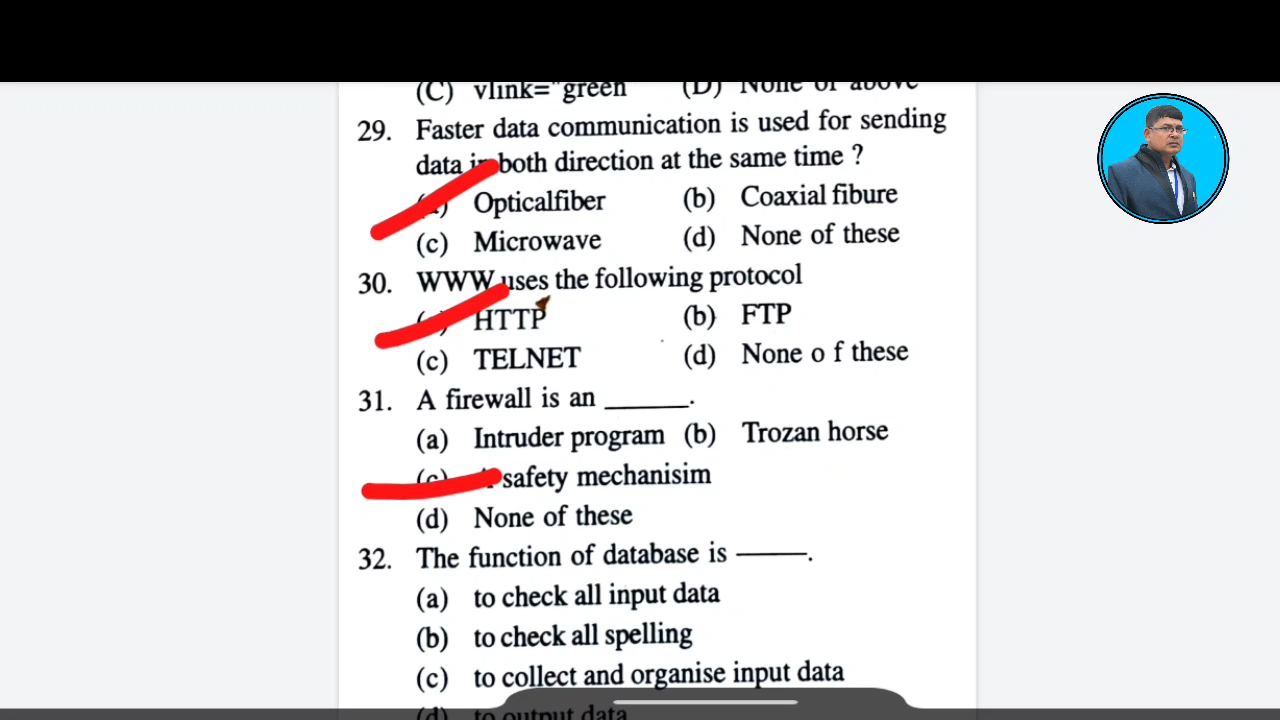 (C) vlink="green (D) None of above
29. Faster data communication is used for sending
data in both direction at the same time ?
Opticalfiber (b) Coaxial fibure
(c) Microwave (d) None of these
30. WWW uses the following protocol
HTTP (b) FTP
(c) TELNET (d) None o f these
31. A firewall is an ______.
(a) Intruder program (b) Trozan horse
(c) safety mechanisim
(d) None of these
32. The function of database is ———.
(a) to check all input data
(b) to check all spelling
(c) to collect and organise input data
(d) to output data